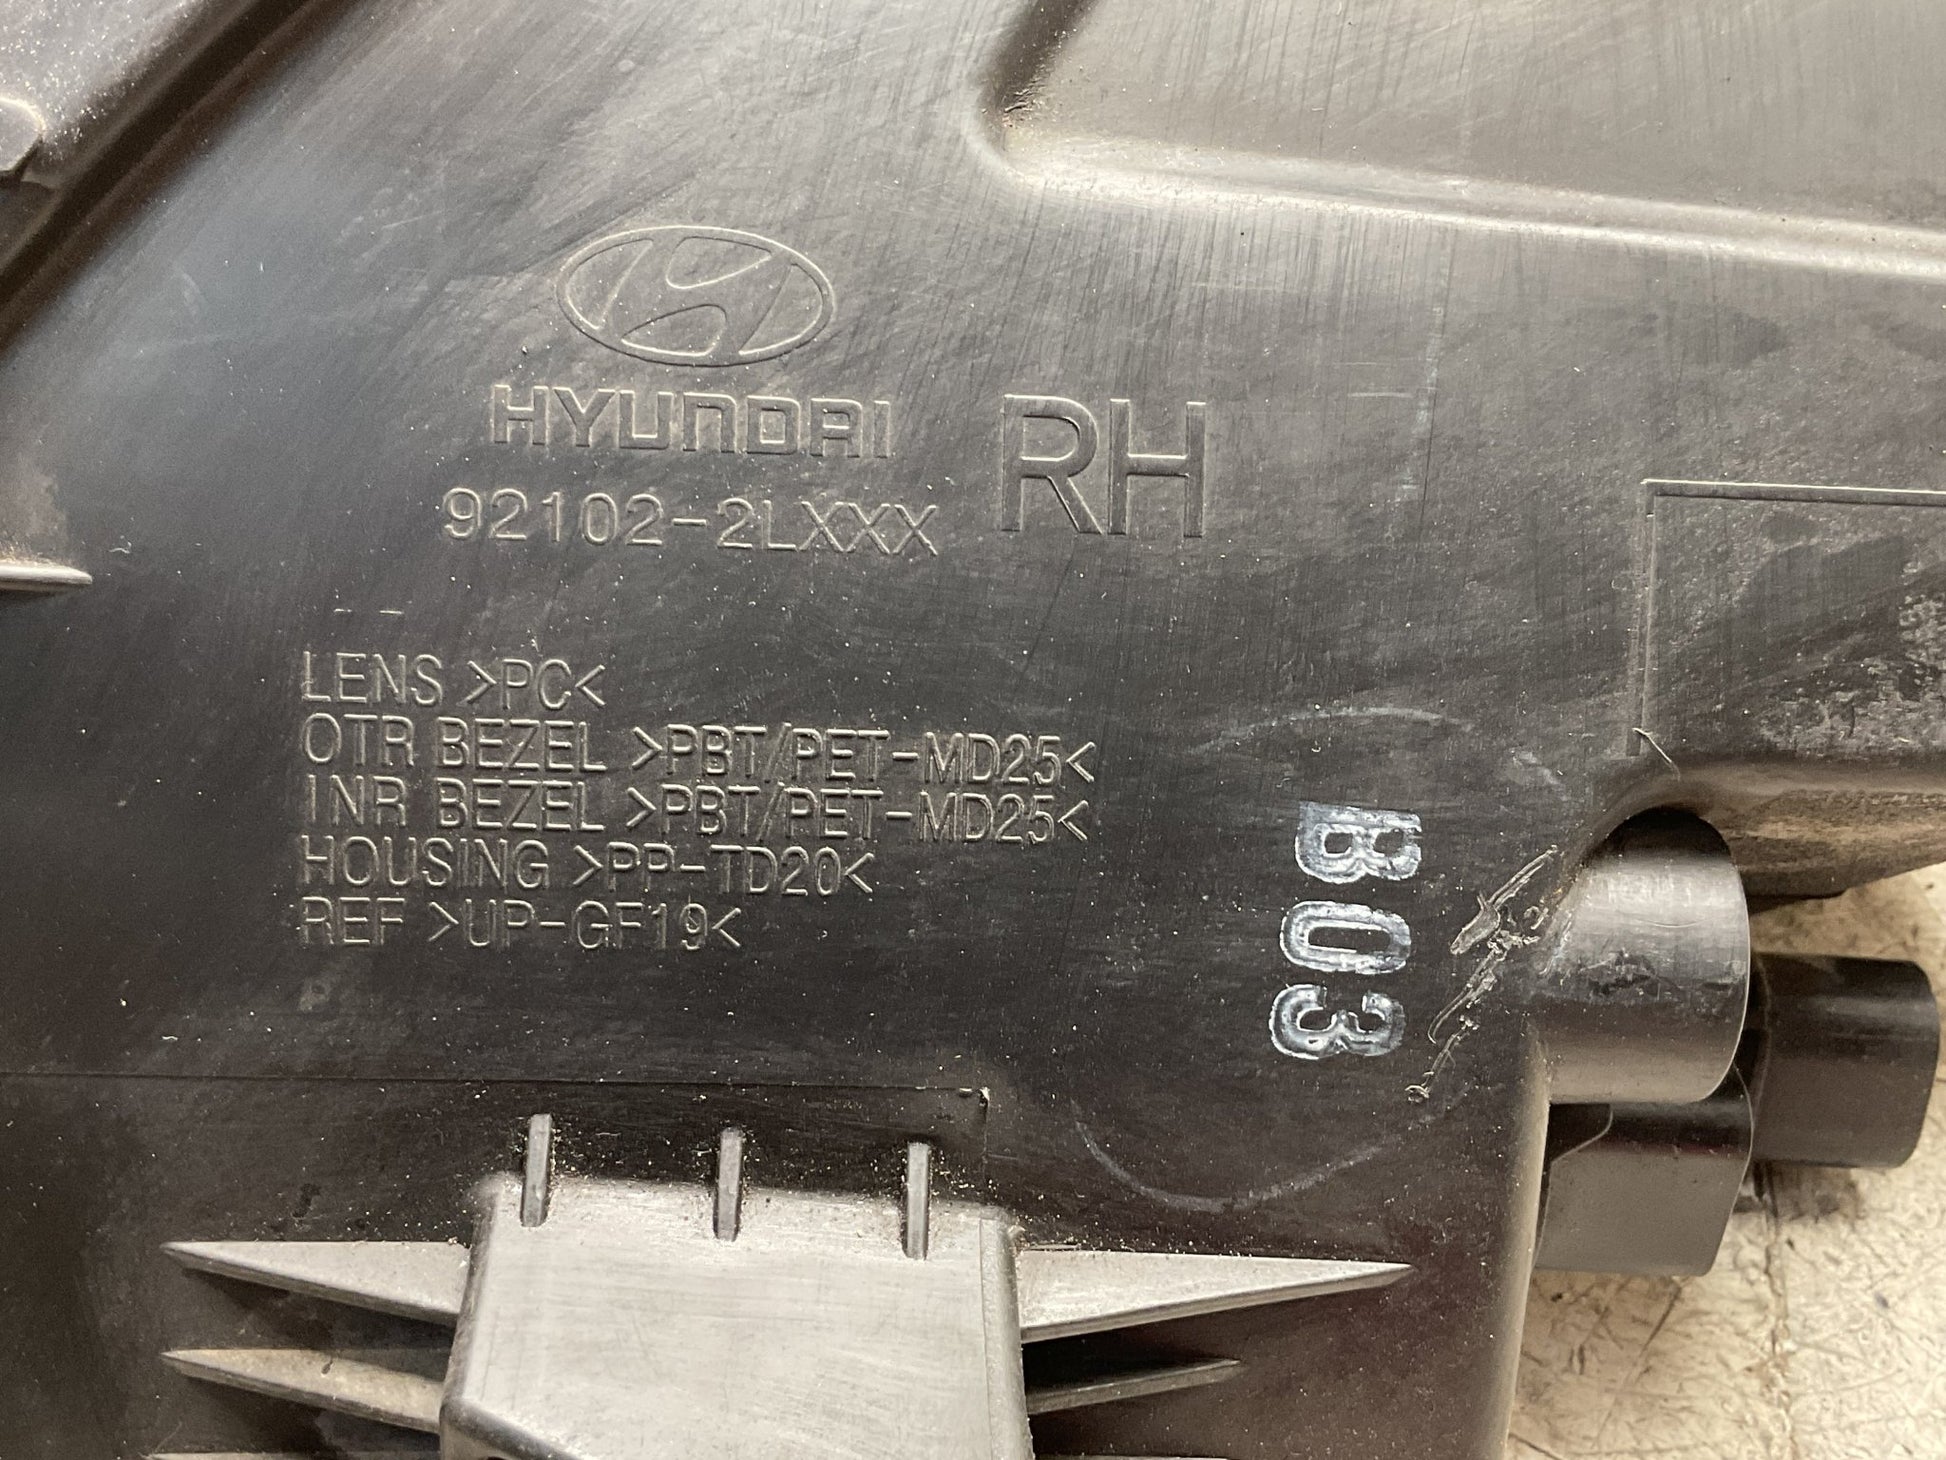 HYUNDAI
RH
92102-2LXXX
LENS >PC<
OTR BEZEL >PBT/PET-MD25<
INR BEZEL >PBT/PET-MD25<
HOUSING >PP-TD20<
REF >UP-GF19<
B03